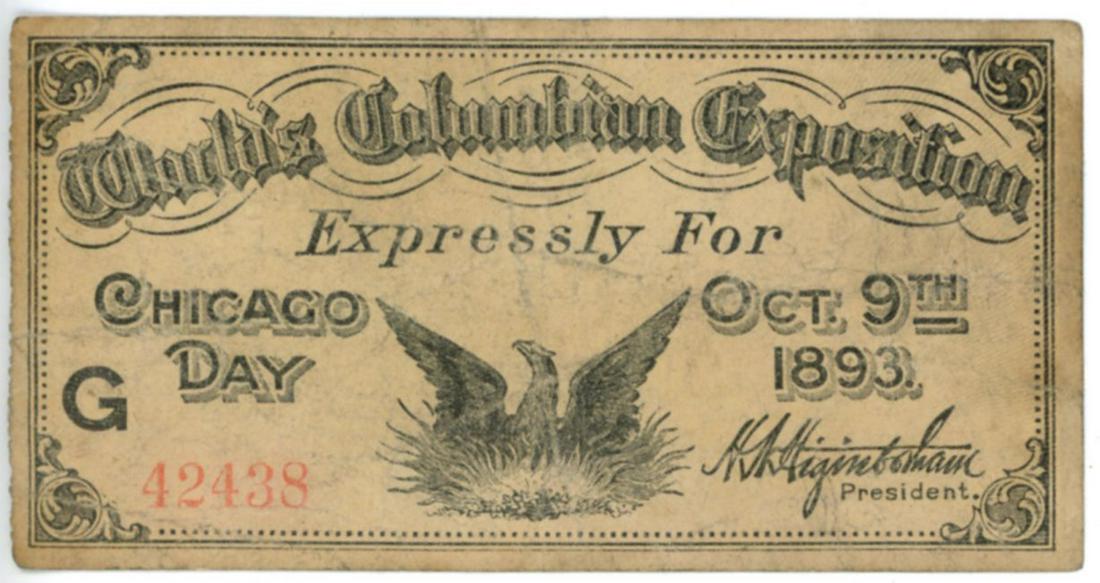 World's Columbian Exposition
Expressly For
Chicago Day
Oct. 9th 1893.
G
42438
H.N. Higinbotham
President.